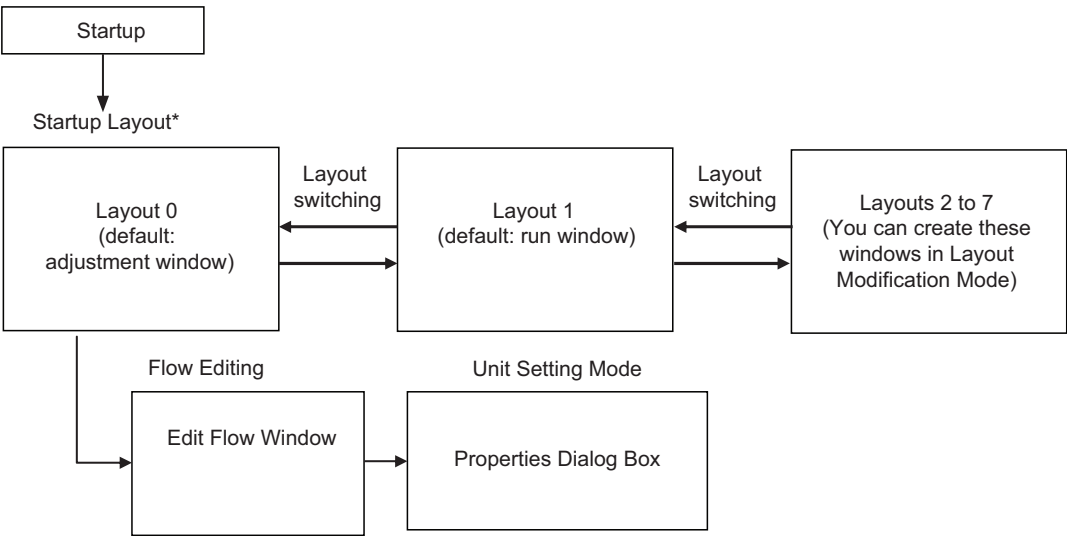 Startup
Startup Layout*
Layout 0
(default:
adjustment window)
Layout
switching
Layout 1
(default: run window)
Layout
switching
Layouts 2 to 7
(You can create these
windows in Layout
Modification Mode)
Flow Editing
Edit Flow Window
Unit Setting Mode
Properties Dialog Box